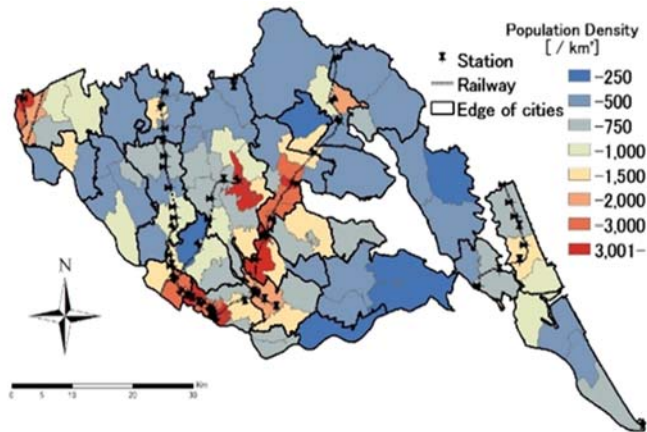 Population Density
[ / km²]
Station
Railway
Edge of cities
-250
-500
-750
-1,000
-1,500
-2,000
-3,000
3,001-
N
0 5 10 20 30
Km